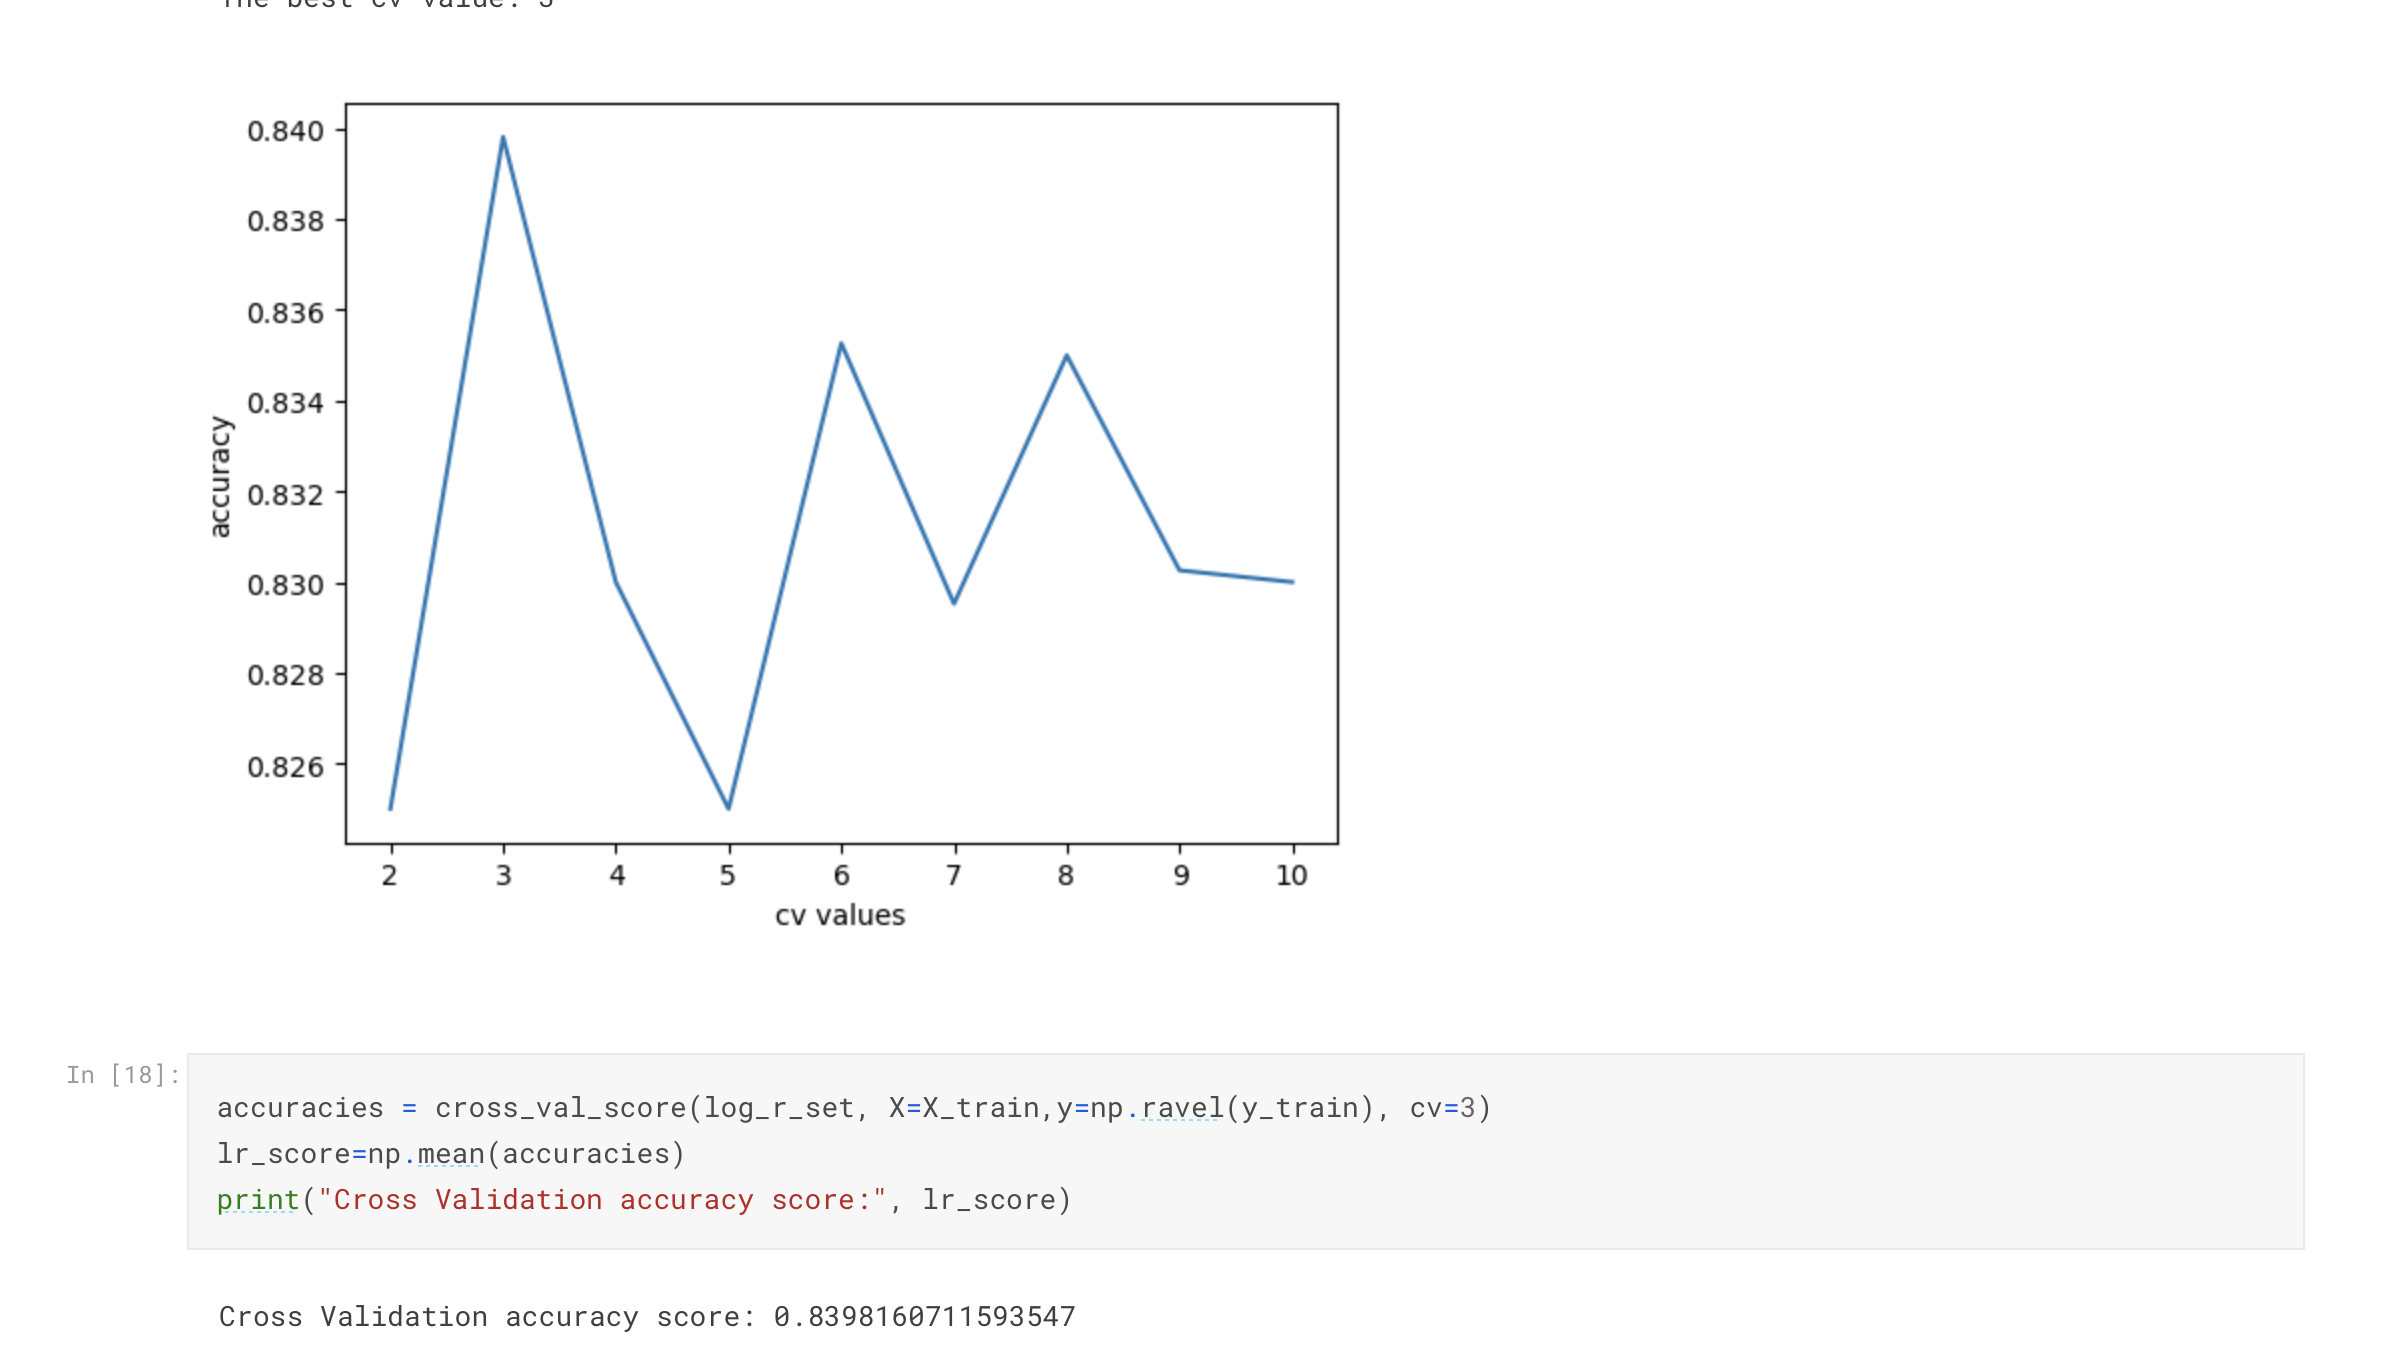 The best cv value: 3
0.840
0.838
0.836
0.834
0.832
0.830
0.828
0.826
accuracy
2 3 4 5 6 7 8 9 10
cv values
In [18]:
accuracies = cross_val_score(log_r_set, X=X_train,y=np.ravel(y_train), cv=3)
lr_score=np.mean(accuracies)
print("Cross Validation accuracy score:", lr_score)
Cross Validation accuracy score: 0.8398160711593547